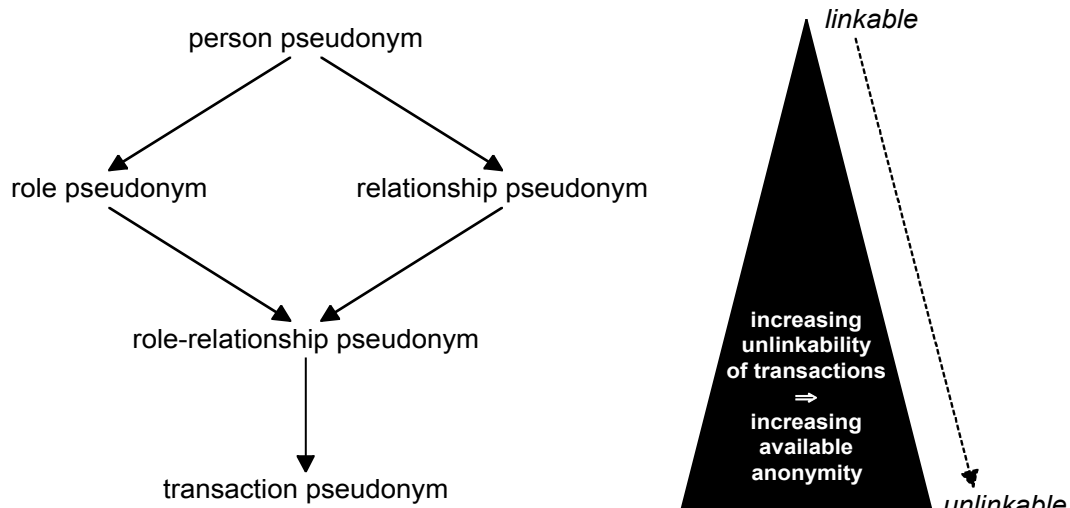 person pseudonym
role pseudonym
relationship pseudonym
role-relationship pseudonym
transaction pseudonym
linkable
increasing
unlinkability
of transactions
⇒
increasing
available
anonymity
unlinkable